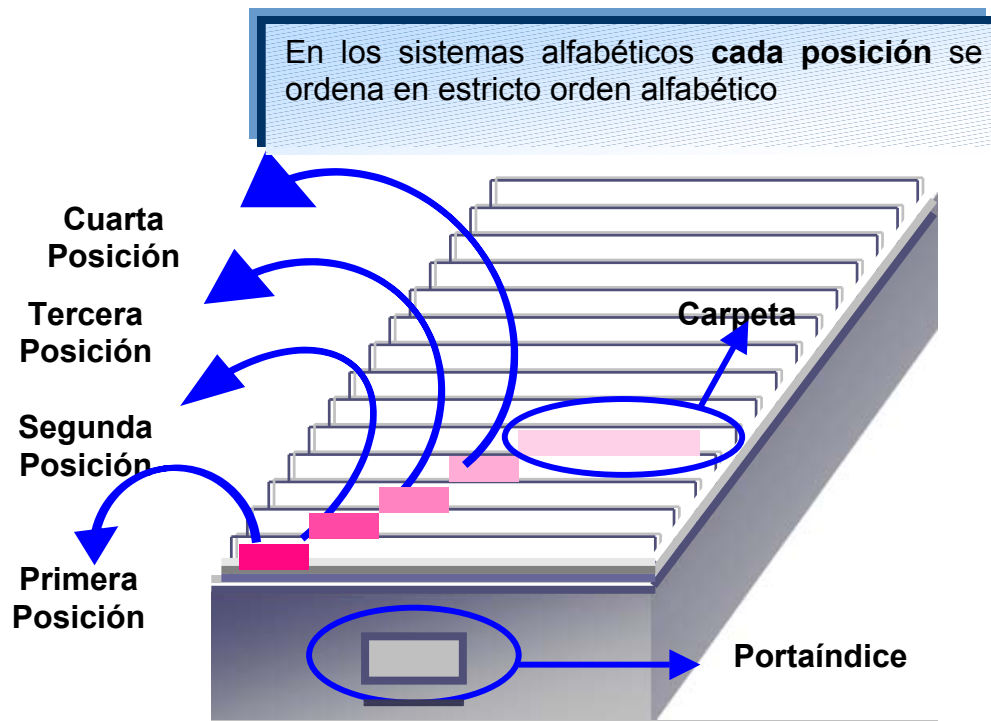 En los sistemas alfabéticos cada posición se
ordena en estricto orden alfabético
Cuarta
Posición
Tercera
Posición
Carpeta
Segunda
Posición
Primera
Posición
Portaíndice